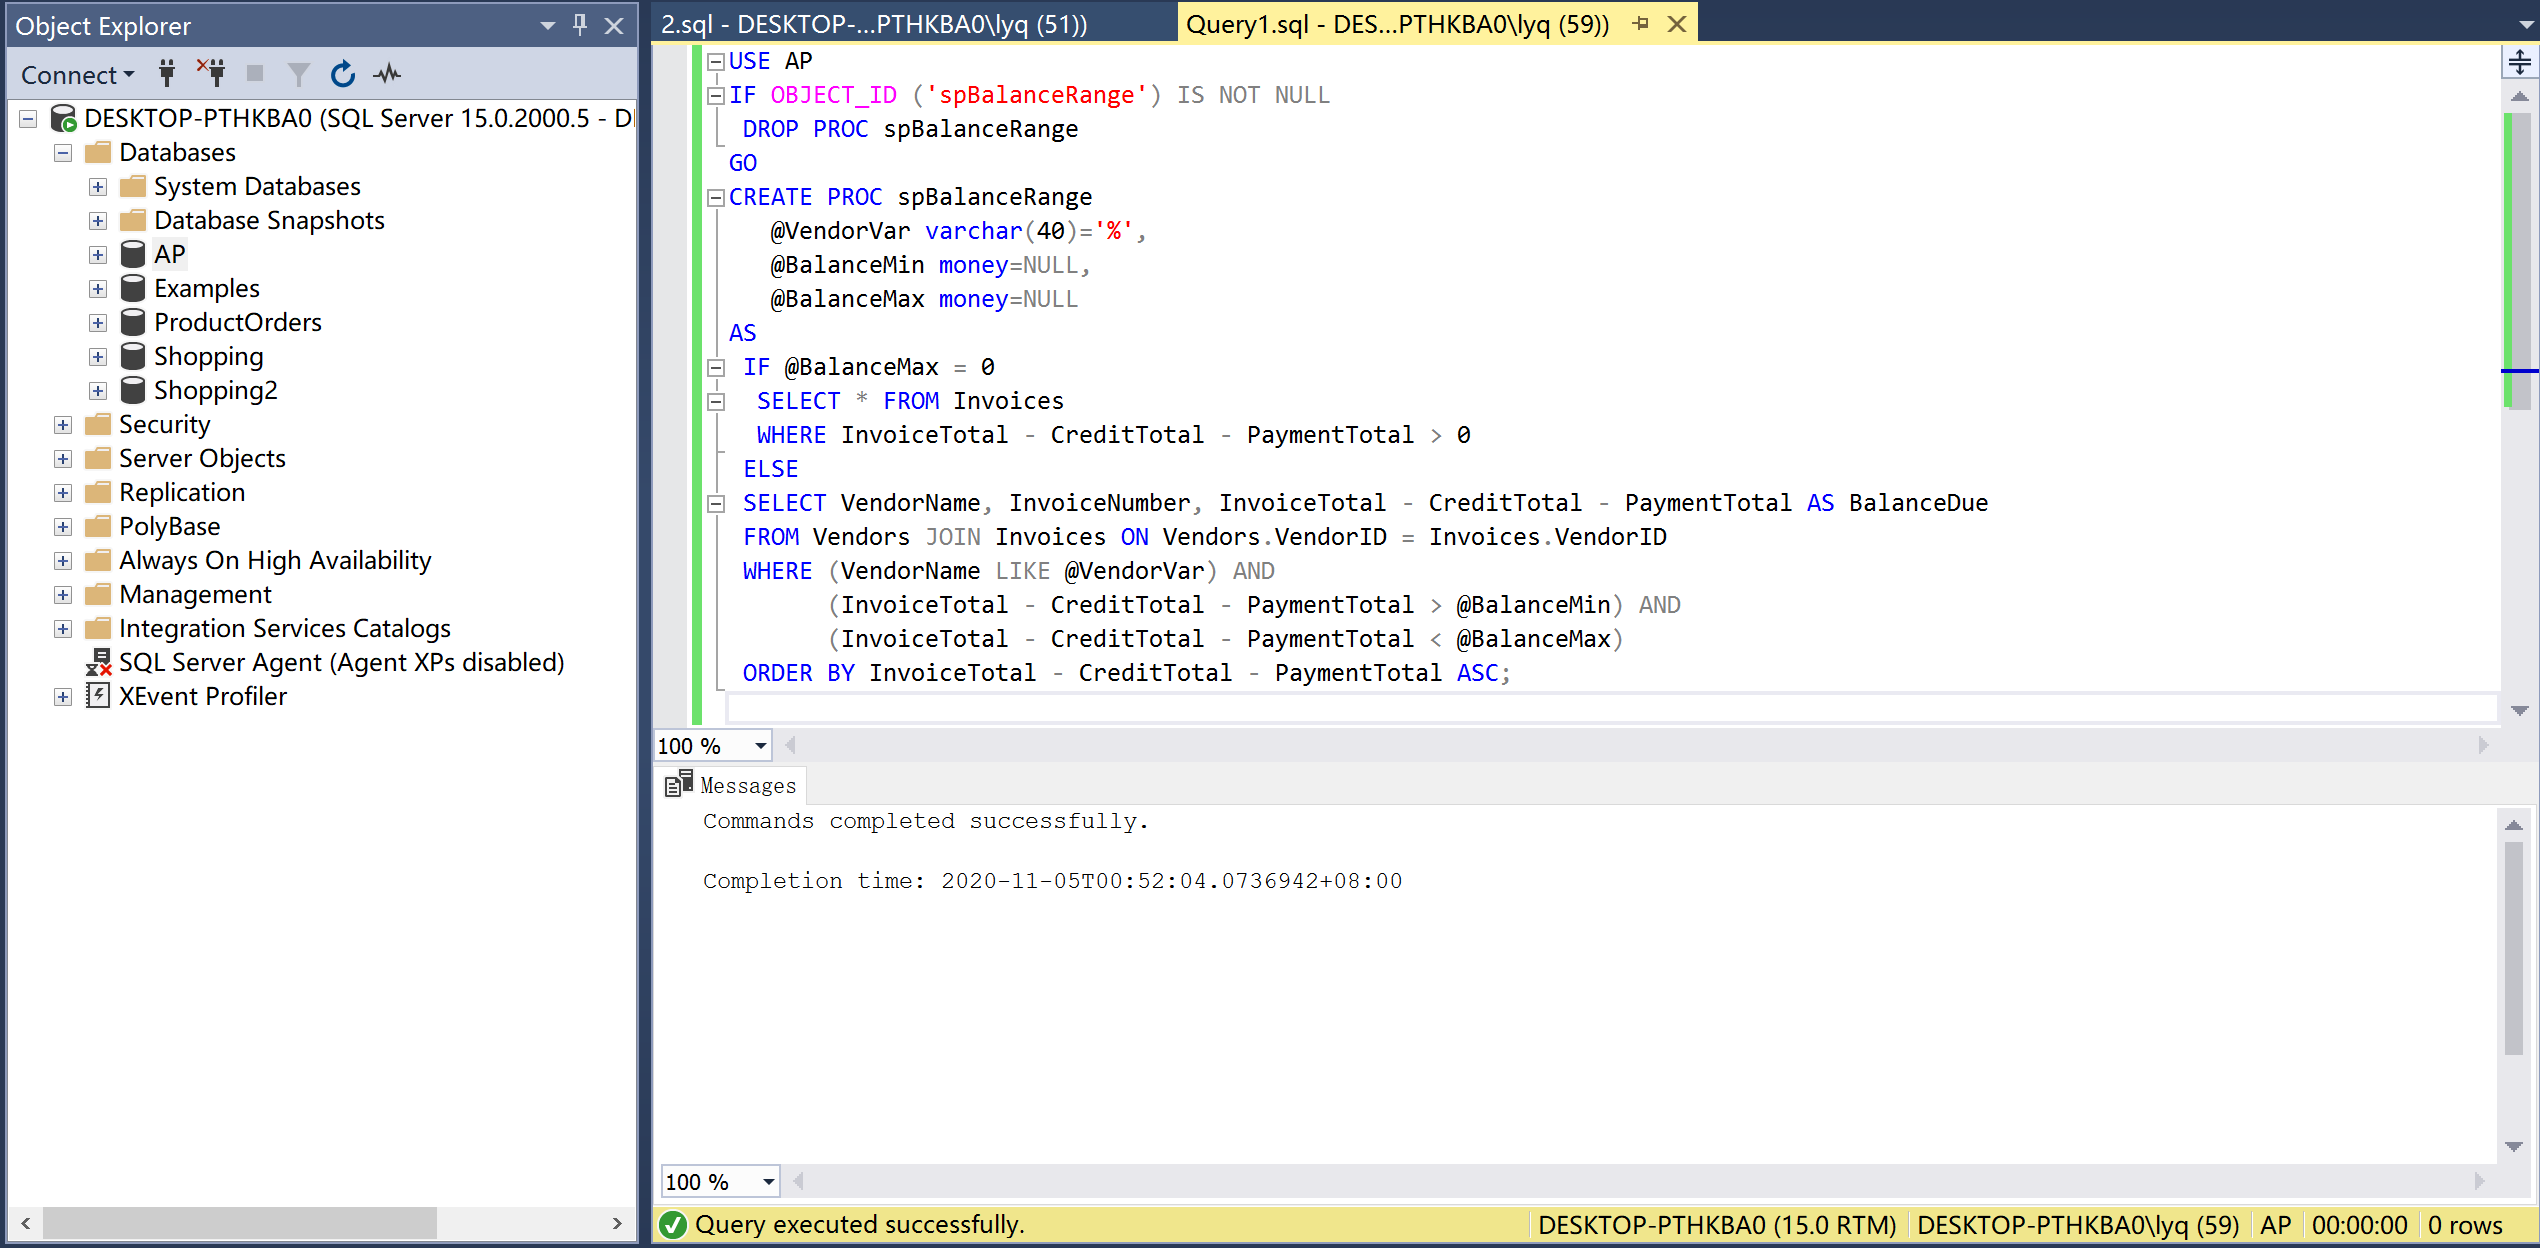 Object Explorer
Connect
DESKTOP-PTHKBA0 (SQL Server 15.0.2000.5 - D
Databases
System Databases
Database Snapshots
AP
Examples
ProductOrders
Shopping
Shopping2
Security
Server Objects
Replication
PolyBase
Always On High Availability
Management
Integration Services Catalogs
SQL Server Agent (Agent XPs disabled)
XEvent Profiler
2.sql - DESKTOP-...PTHKBA0\lyq (51))
Query1.sql - DES...PTHKBA0\lyq (59))
USE AP
IF OBJECT_ID ('spBalanceRange') IS NOT NULL
DROP PROC spBalanceRange
GO
CREATE PROC spBalanceRange
@VendorVar varchar(40)='%',
@BalanceMin money=NULL,
@BalanceMax money=NULL
AS
IF @BalanceMax = 0
SELECT * FROM Invoices
WHERE InvoiceTotal - CreditTotal - PaymentTotal > 0
ELSE
SELECT VendorName, InvoiceNumber, InvoiceTotal - CreditTotal - PaymentTotal AS BalanceDue
FROM Vendors JOIN Invoices ON Vendors.VendorID = Invoices.VendorID
WHERE (VendorName LIKE @VendorVar) AND
(InvoiceTotal - CreditTotal - PaymentTotal > @BalanceMin) AND
(InvoiceTotal - CreditTotal - PaymentTotal < @BalanceMax)
ORDER BY InvoiceTotal - CreditTotal - PaymentTotal ASC;
100 %
Messages
Commands completed successfully.
Completion time: 2020-11-05T00:52:04.0736942+08:00
100 %
Query executed successfully.
DESKTOP-PTHKBA0 (15.0 RTM)
DESKTOP-PTHKBA0\lyq (59)
AP
00:00:00
0 rows